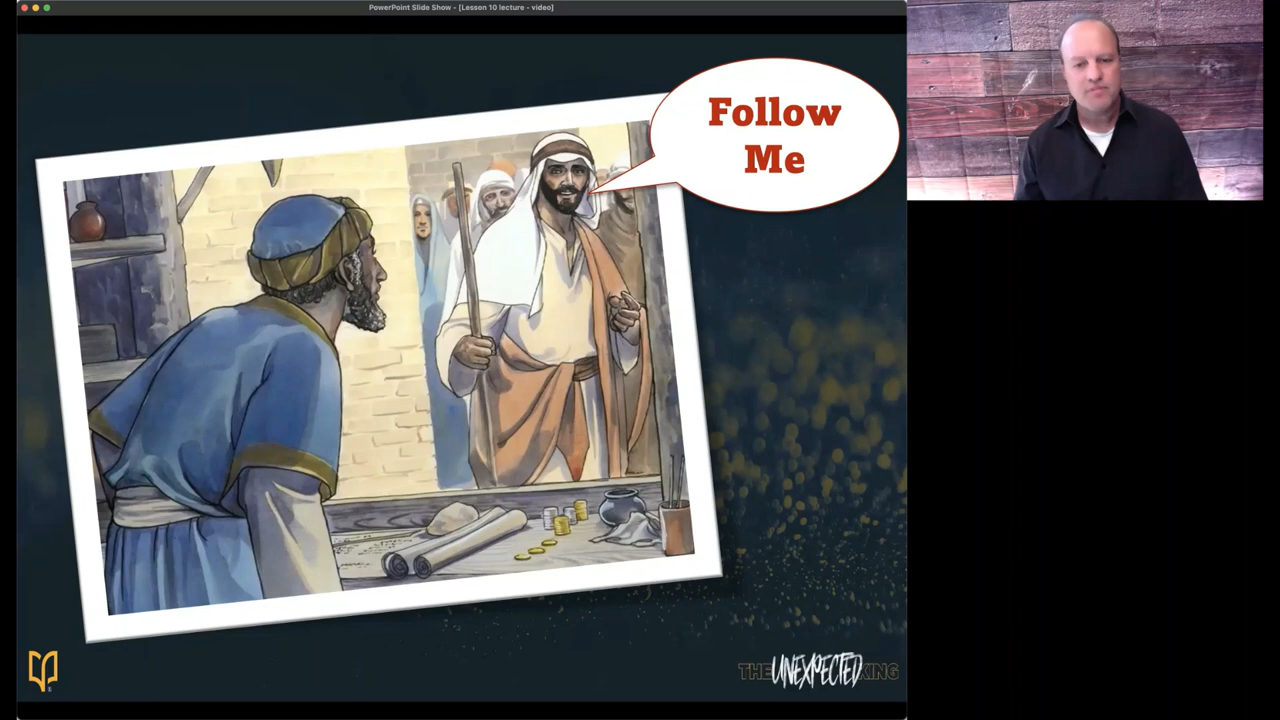 PowerPoint Slide Show - [Lesson 10 lecture - video]
Follow
Me
THE UNEXPECTED KING